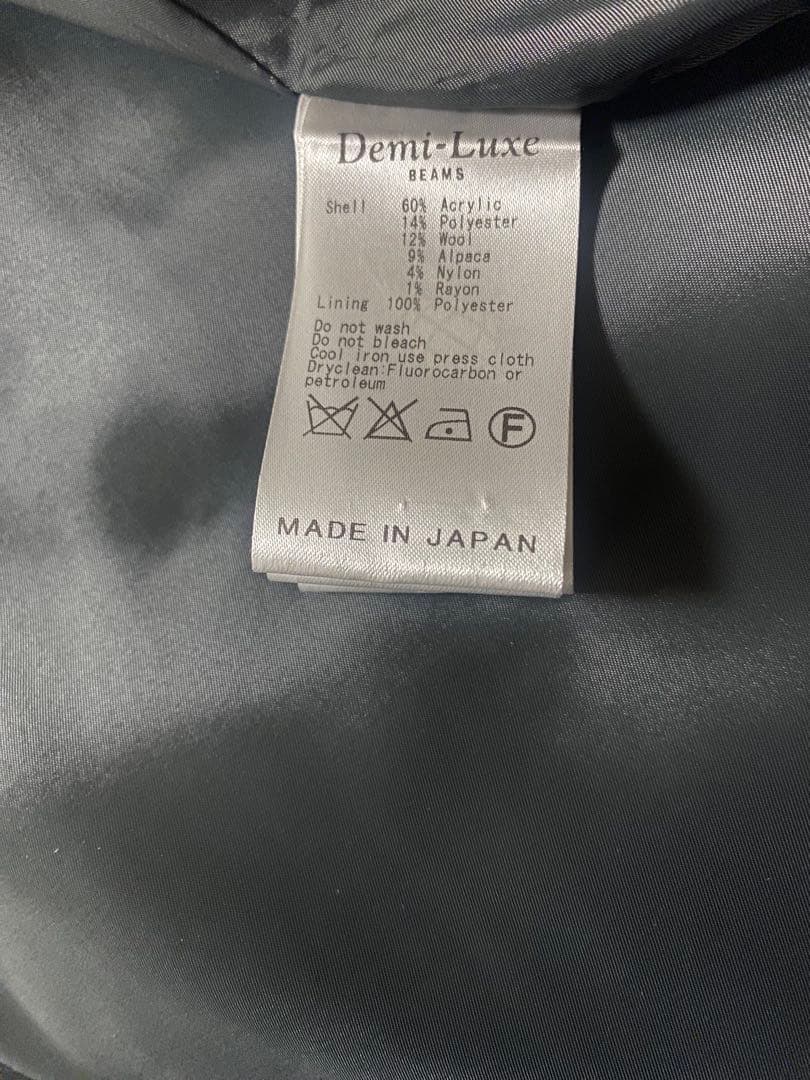 Demi-Luxe
BEAMS
Shell 60% Acrylic
14% Polyester
12% Wool
9% Alpaca
4% Nylon
1% Rayon
Lining 100% Polyester
Do not wash
Do not bleach
Cool iron use press cloth
Dryclean:Fluorocarbon or
petroleum
F
MADE IN JAPAN